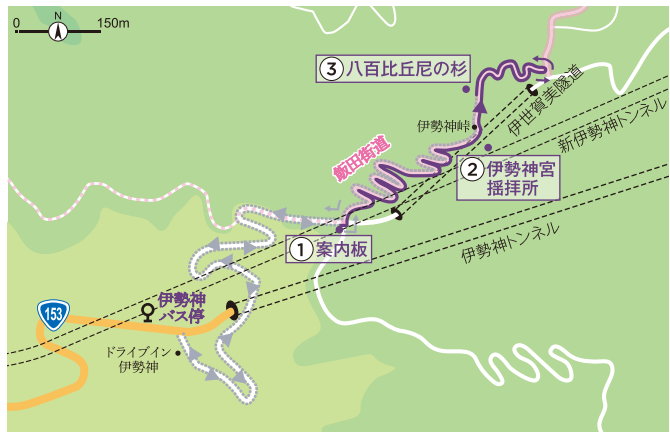 0 N 150m
③ 八百比丘尼の杉
伊勢神峠
伊世賀美隧道
新伊勢神トンネル
飯田街道
② 伊勢神宮
揺拝所
伊勢神トンネル
① 案内板
伊勢神
バス停
153
ドライブイン
伊勢神